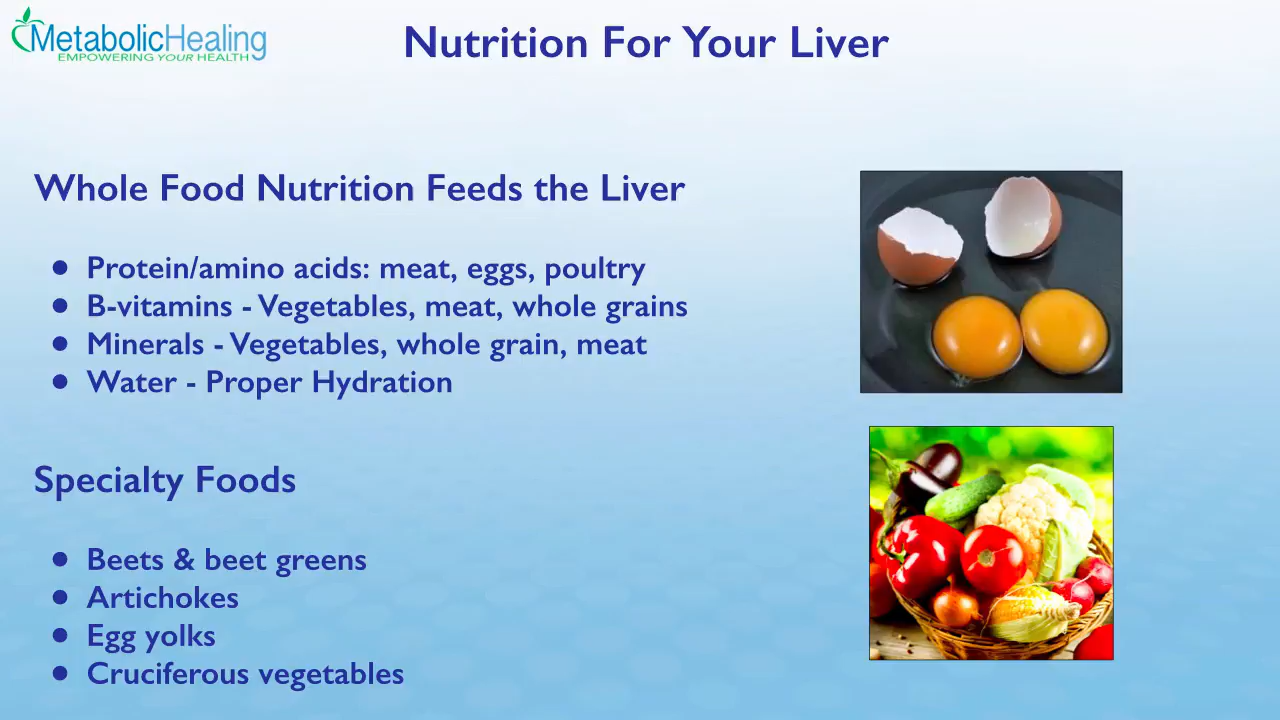 MetabolicHealing
EMPOWERING YOUR HEALTH
Nutrition For Your Liver
Whole Food Nutrition Feeds the Liver
● Protein/amino acids: meat, eggs, poultry
● B-vitamins - Vegetables, meat, whole grains
● Minerals - Vegetables, whole grain, meat
● Water - Proper Hydration
Specialty Foods
● Beets & beet greens
● Artichokes
● Egg yolks
● Cruciferous vegetables